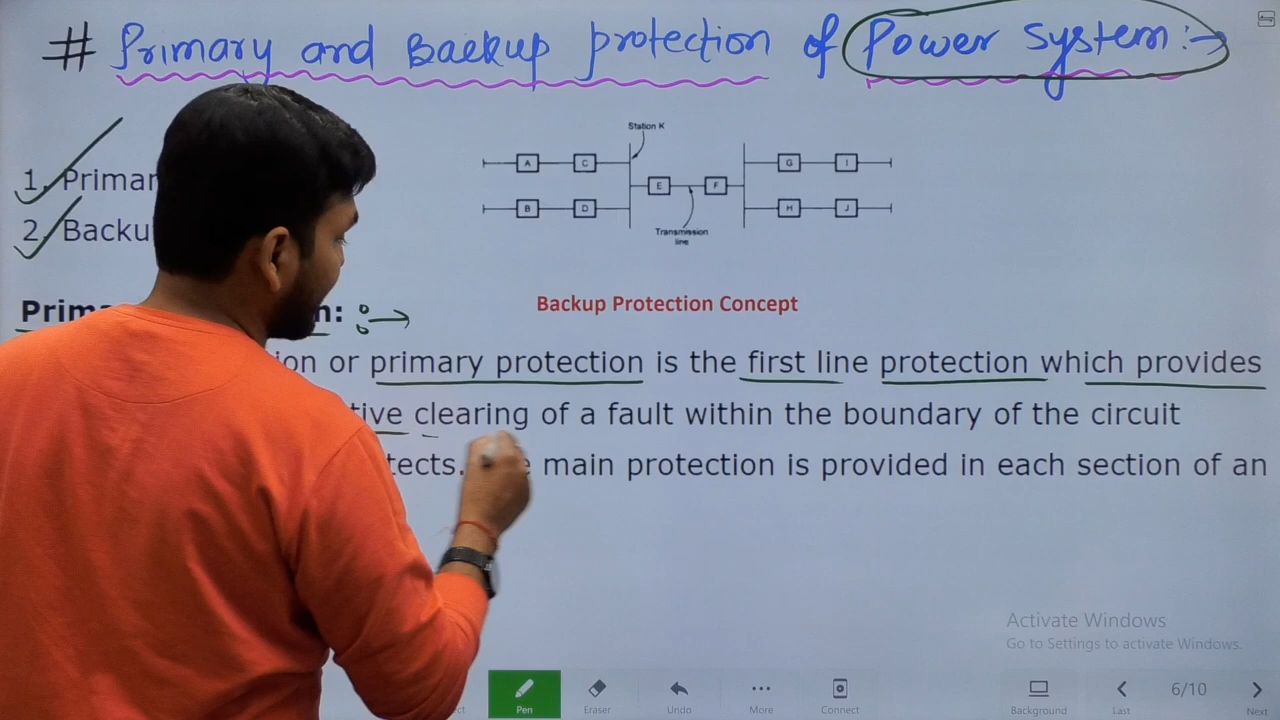 # Primary and Backup protection of Power System:→
Station K
A C G I
E F
1. Primar
B D H J
2. Backu
Transmission
line
Backup Protection Concept
Prim n: :→
on or primary protection is the first line protection which provides
tive clearing of a fault within the boundary of the circuit
tects. e main protection is provided in each section of an
Activate Windows
Go to Settings to activate Windows.
ct Pen Eraser Undo More Connect Background Last 6/10 Next